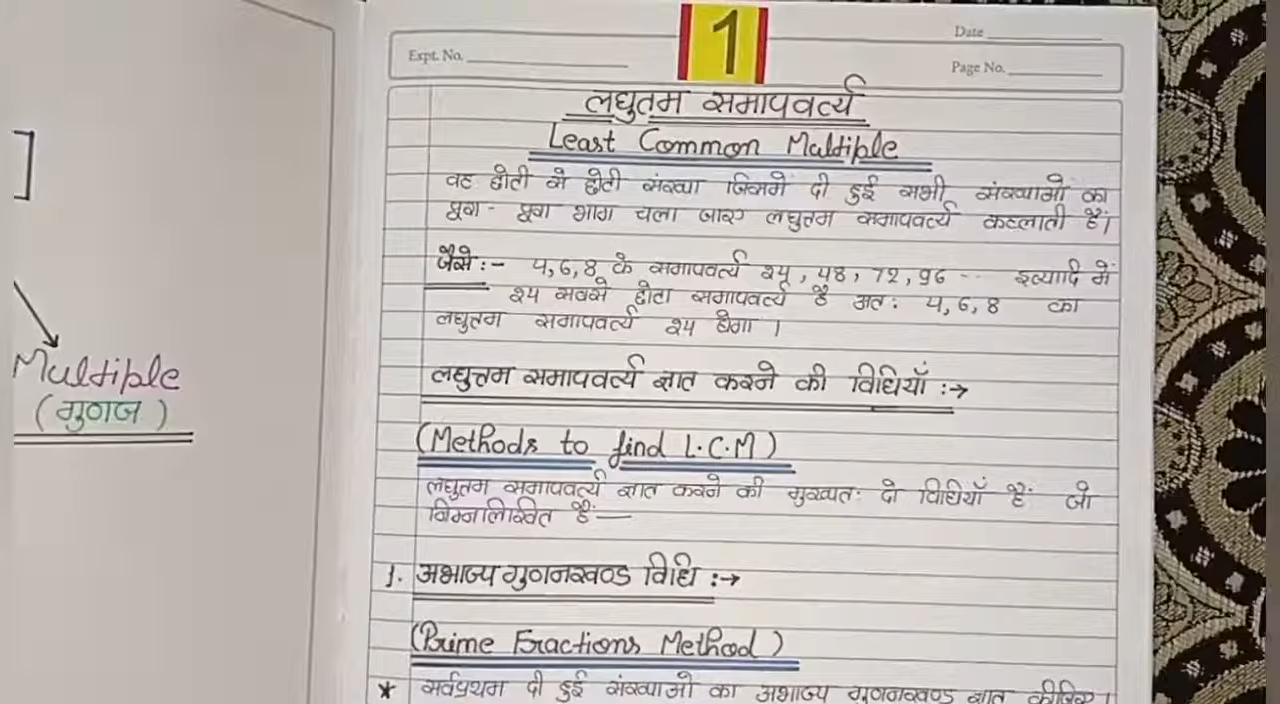 1
Expt. No.
Date
Page No.
लघुतम समापवर्त्य
Least Common Multiple
वह छोटी से छोटी संख्या जिसमें दी हुई सभी संख्याओं का
पूरा - पूरा भाग चला जाए लघुतम समापवर्त्य कहलाती है।
जैसे :- 4,6,8 के समापवर्त्य 24, 48, 72, 96 -- इत्यादि में
24 सबसे छोटा समापवर्त्य है अत: 4, 6, 8 का
लघुतम समापवर्त्य 24 होगा ।
लघुत्तम समापवर्त्य ज्ञात करने की विधियाँ :→
(Methods to find L.C.M)
लघुतम समापवर्त्य ज्ञात करने की मुख्यत: दो विधियाँ हैं जो
निम्नलिखित हैं—
1. अभाज्य गुणनखण्ड विधि :→
(Prime Fractions Method)
* सर्वप्रथम दी हुई संख्याओं का अभाज्य गुणनखण्ड ज्ञात कीजिए।
]
Multiple
(गुणज)